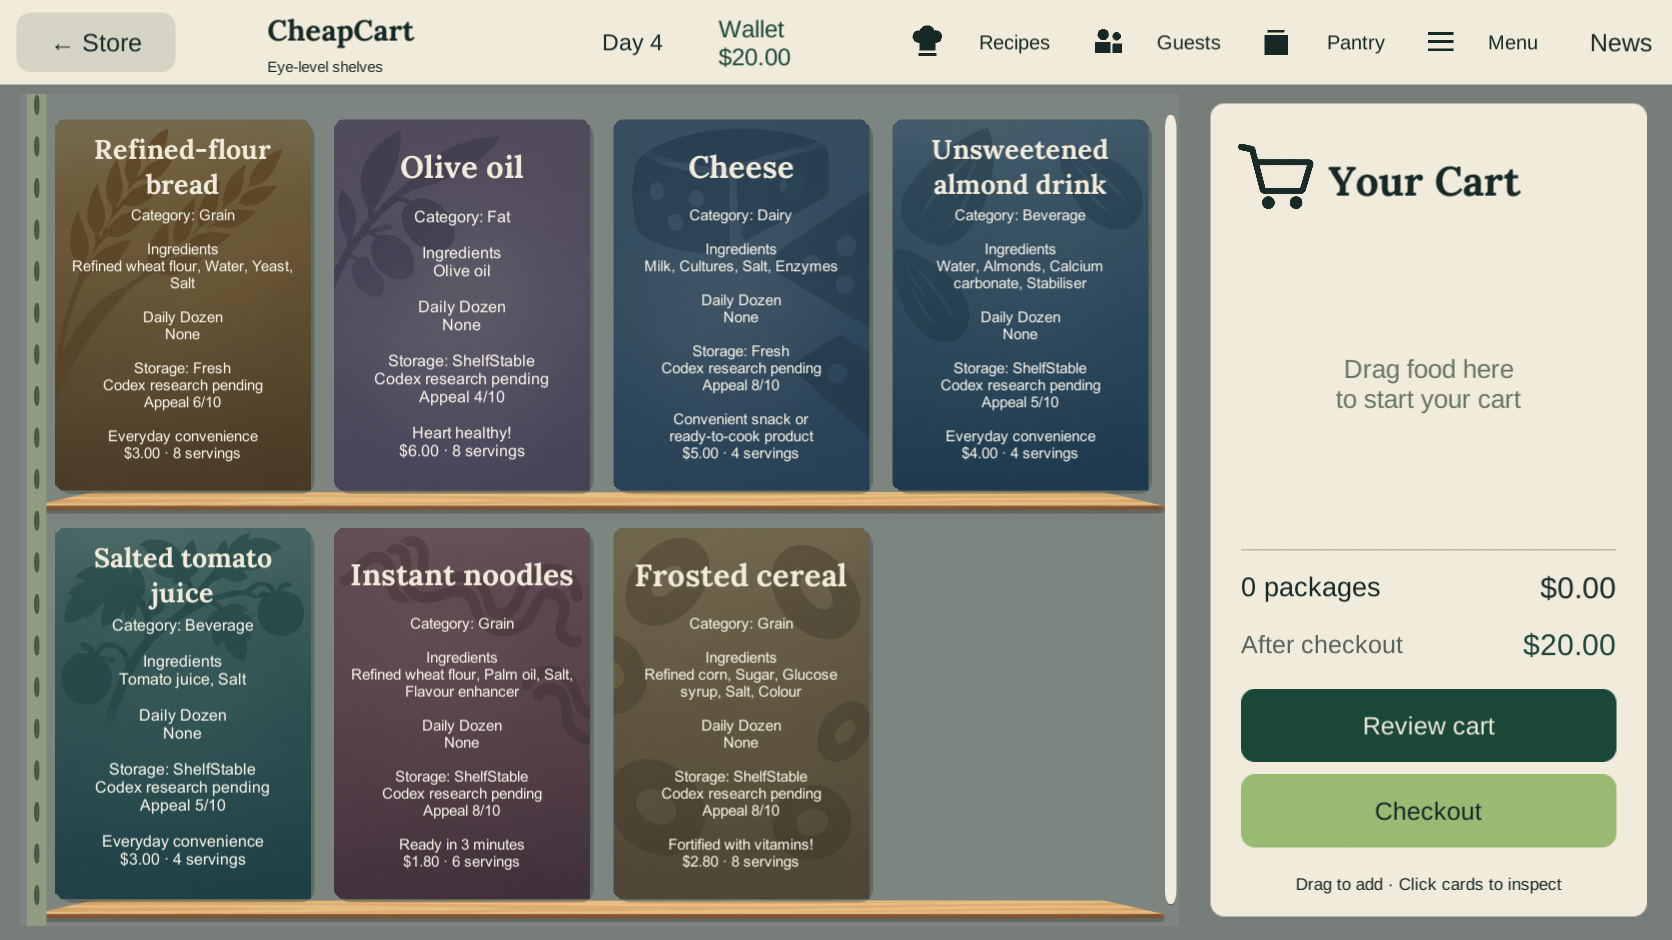 ← Store
CheapCart
Eye-level shelves
Day 4
Wallet
$20.00
Recipes
Guests
Pantry
Menu
News
Refined-flour
bread
Category: Grain
Ingredients
Refined wheat flour, Water, Yeast,
Salt
Daily Dozen
None
Storage: Fresh
Codex research pending
Appeal 6/10
Everyday convenience
$3.00 · 8 servings
Olive oil
Category: Fat
Ingredients
Olive oil
Daily Dozen
None
Storage: ShelfStable
Codex research pending
Appeal 4/10
Heart healthy!
$6.00 · 8 servings
Cheese
Category: Dairy
Ingredients
Milk, Cultures, Salt, Enzymes
Daily Dozen
None
Storage: Fresh
Codex research pending
Appeal 8/10
Convenient snack or
ready-to-cook product
$5.00 · 4 servings
Unsweetened
almond drink
Category: Beverage
Ingredients
Water, Almonds, Calcium
carbonate, Stabiliser
Daily Dozen
None
Storage: ShelfStable
Codex research pending
Appeal 5/10
Everyday convenience
$4.00 · 4 servings
Salted tomato
juice
Category: Beverage
Ingredients
Tomato juice, Salt
Daily Dozen
None
Storage: ShelfStable
Codex research pending
Appeal 5/10
Everyday convenience
$3.00 · 4 servings
Instant noodles
Category: Grain
Ingredients
Refined wheat flour, Palm oil, Salt,
Flavour enhancer
Daily Dozen
None
Storage: ShelfStable
Codex research pending
Appeal 8/10
Ready in 3 minutes
$1.80 · 6 servings
Frosted cereal
Category: Grain
Ingredients
Refined corn, Sugar, Glucose
syrup, Salt, Colour
Daily Dozen
None
Storage: ShelfStable
Codex research pending
Appeal 8/10
Fortified with vitamins!
$2.80 · 8 servings
Your Cart
Drag food here
to start your cart
0 packages $0.00
After checkout $20.00
Review cart
Checkout
Drag to add · Click cards to inspect